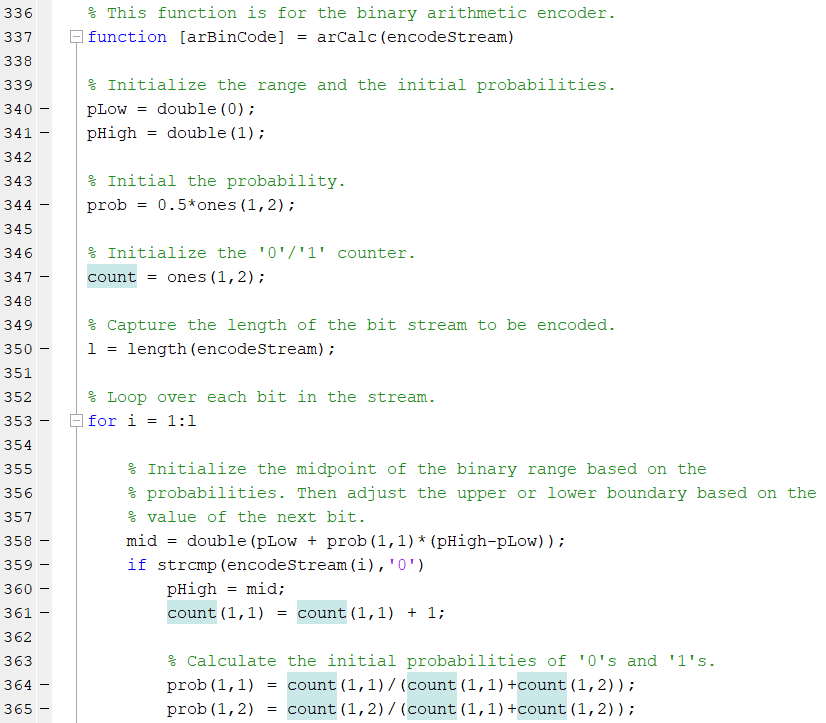 336 % This function is for the binary arithmetic encoder.
337 function [arBinCode] = arCalc(encodeStream)
338
339 % Initialize the range and the initial probabilities.
340 - pLow = double(0);
341 - pHigh = double(1);
342
343 % Initial the probability.
344 - prob = 0.5*ones(1,2);
345
346 % Initialize the '0'/'1' counter.
347 - count = ones(1,2);
348
349 % Capture the length of the bit stream to be encoded.
350 - l = length(encodeStream);
351
352 % Loop over each bit in the stream.
353 - for i = 1:l
354
355 % Initialize the midpoint of the binary range based on the
356 % probabilities. Then adjust the upper or lower boundary based on the
357 % value of the next bit.
358 - mid = double(pLow + prob(1,1)*(pHigh-pLow));
359 - if strcmp(encodeStream(i),'0')
360 - pHigh = mid;
361 - count(1,1) = count(1,1) + 1;
362
363 % Calculate the initial probabilities of '0's and '1's.
364 - prob(1,1) = count(1,1)/(count(1,1)+count(1,2));
365 - prob(1,2) = count(1,2)/(count(1,1)+count(1,2));